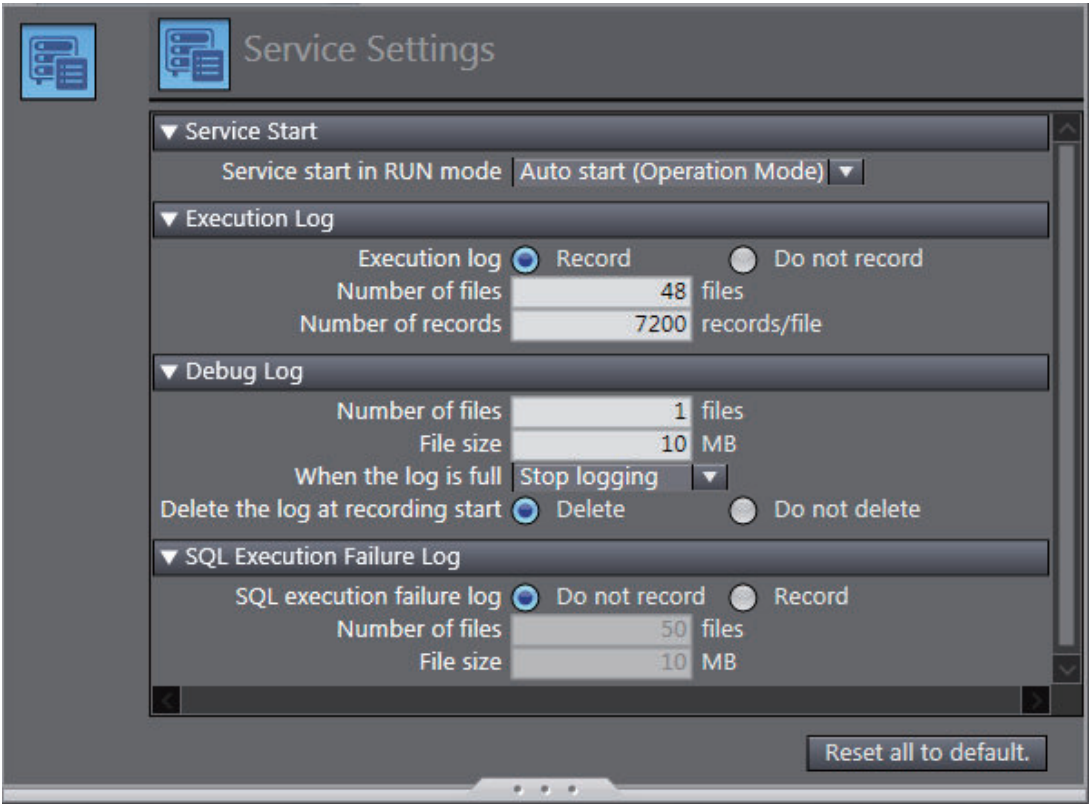 Service Settings
Service Start
Service start in RUN mode Auto start (Operation Mode)
Execution Log
Execution log Record Do not record
Number of files 48 files
Number of records 7200 records/file
Debug Log
Number of files 1 files
File size 10 MB
When the log is full Stop logging
Delete the log at recording start Delete Do not delete
SQL Execution Failure Log
SQL execution failure log Do not record Record
Number of files 50 files
File size 10 MB
Reset all to default.